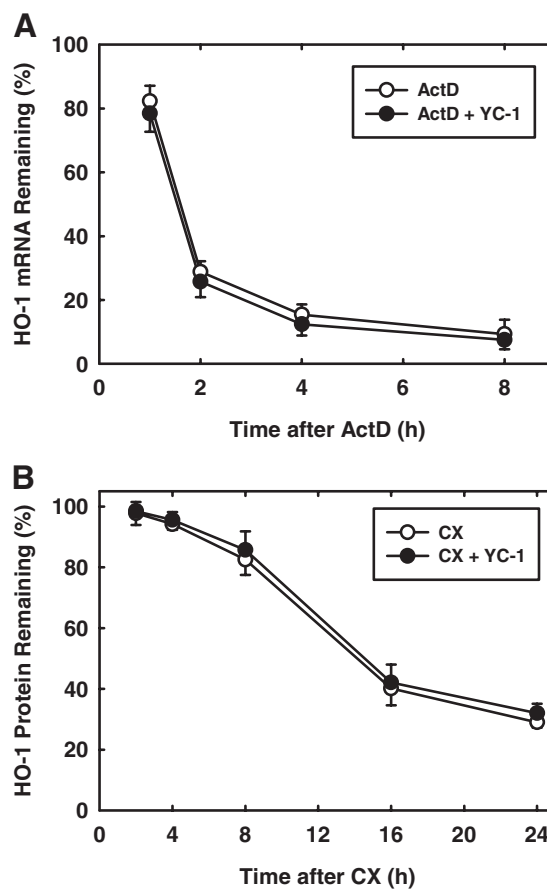 A
HO-1 mRNA Remaining (%)
100
80
60
40
20
0
ActD
ActD + YC-1
0 2 4 6 8
Time after ActD (h)
B
HO-1 Protein Remaining (%)
100
80
60
40
20
0
CX
CX + YC-1
0 4 8 12 16 20 24
Time after CX (h)